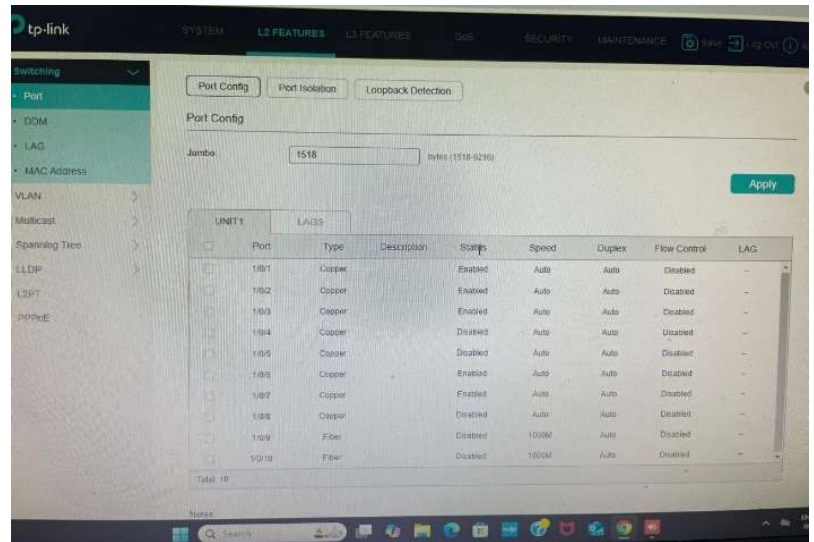 tp-link
SYSTEM L2 FEATURES L3 FEATURES QoS SECURITY MAINTENANCE Save Log Out
Switching
Port
DDM
LAG
MAC Address
VLAN
Multicast
Spanning Tree
LLDP
L2PT
PPPoE
Port Config Port Isolation Loopback Detection
Port Config
Jumbo: 1518 bytes (1518-9216)
Apply
UNIT1 LAGS
Port Type Description Status Speed Duplex Flow Control LAG
1/0/1 Copper Enabled Auto Auto Disabled --
1/0/2 Copper Enabled Auto Auto Disabled --
1/0/3 Copper Enabled Auto Auto Disabled --
1/0/4 Copper Disabled Auto Auto Disabled --
1/0/5 Copper Disabled Auto Auto Disabled --
1/0/6 Copper Enabled Auto Auto Disabled --
1/0/7 Copper Enabled Auto Auto Disabled --
1/0/8 Copper Disabled Auto Auto Disabled --
1/0/9 Fiber Disabled 1000M Auto Disabled --
1/0/10 Fiber Disabled 1000M Auto Disabled --
Total: 10
Notes:
Search